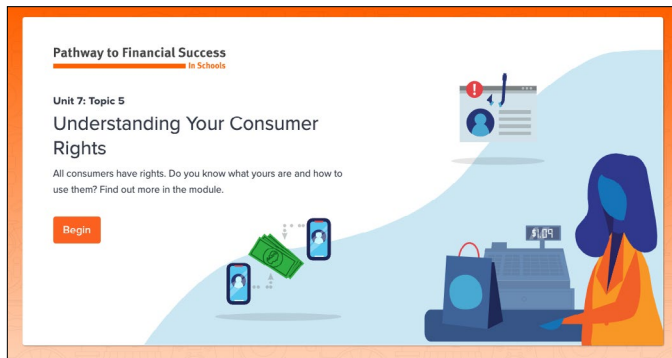 Pathway to Financial Success
In Schools
Unit 7: Topic 5
Understanding Your Consumer
Rights
All consumers have rights. Do you know what yours are and how to
use them? Find out more in the module.
Begin
$1.09